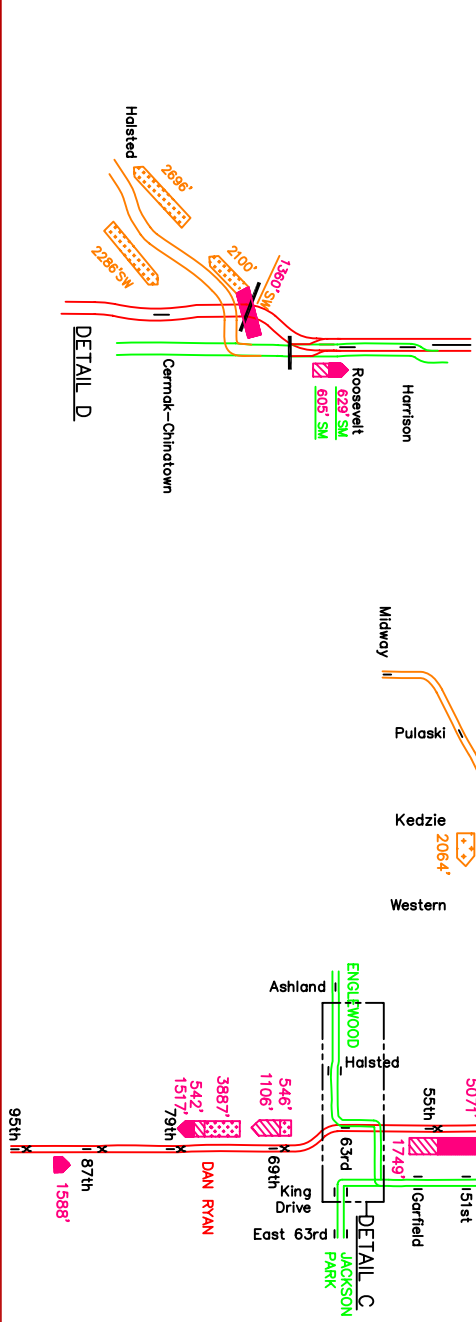 Halsted
2696'
2286'SW
2100'
1360' SW
DETAIL D
Cermak-Chinatown
Roosevelt
629' SM
605' SM
Harrison
Midway
Pulaski
Kedzie
2064'
Western
Ashland
ENGLEWOOD
Halsted
63rd
King
Drive
East 63rd
JACKSON
PARK
DETAIL C
55th
5071'
1749'
Garfield
51st
546'
1106'
69th
3887'
542'
1517'
79th
DAN RYAN
87th
1588'
95th